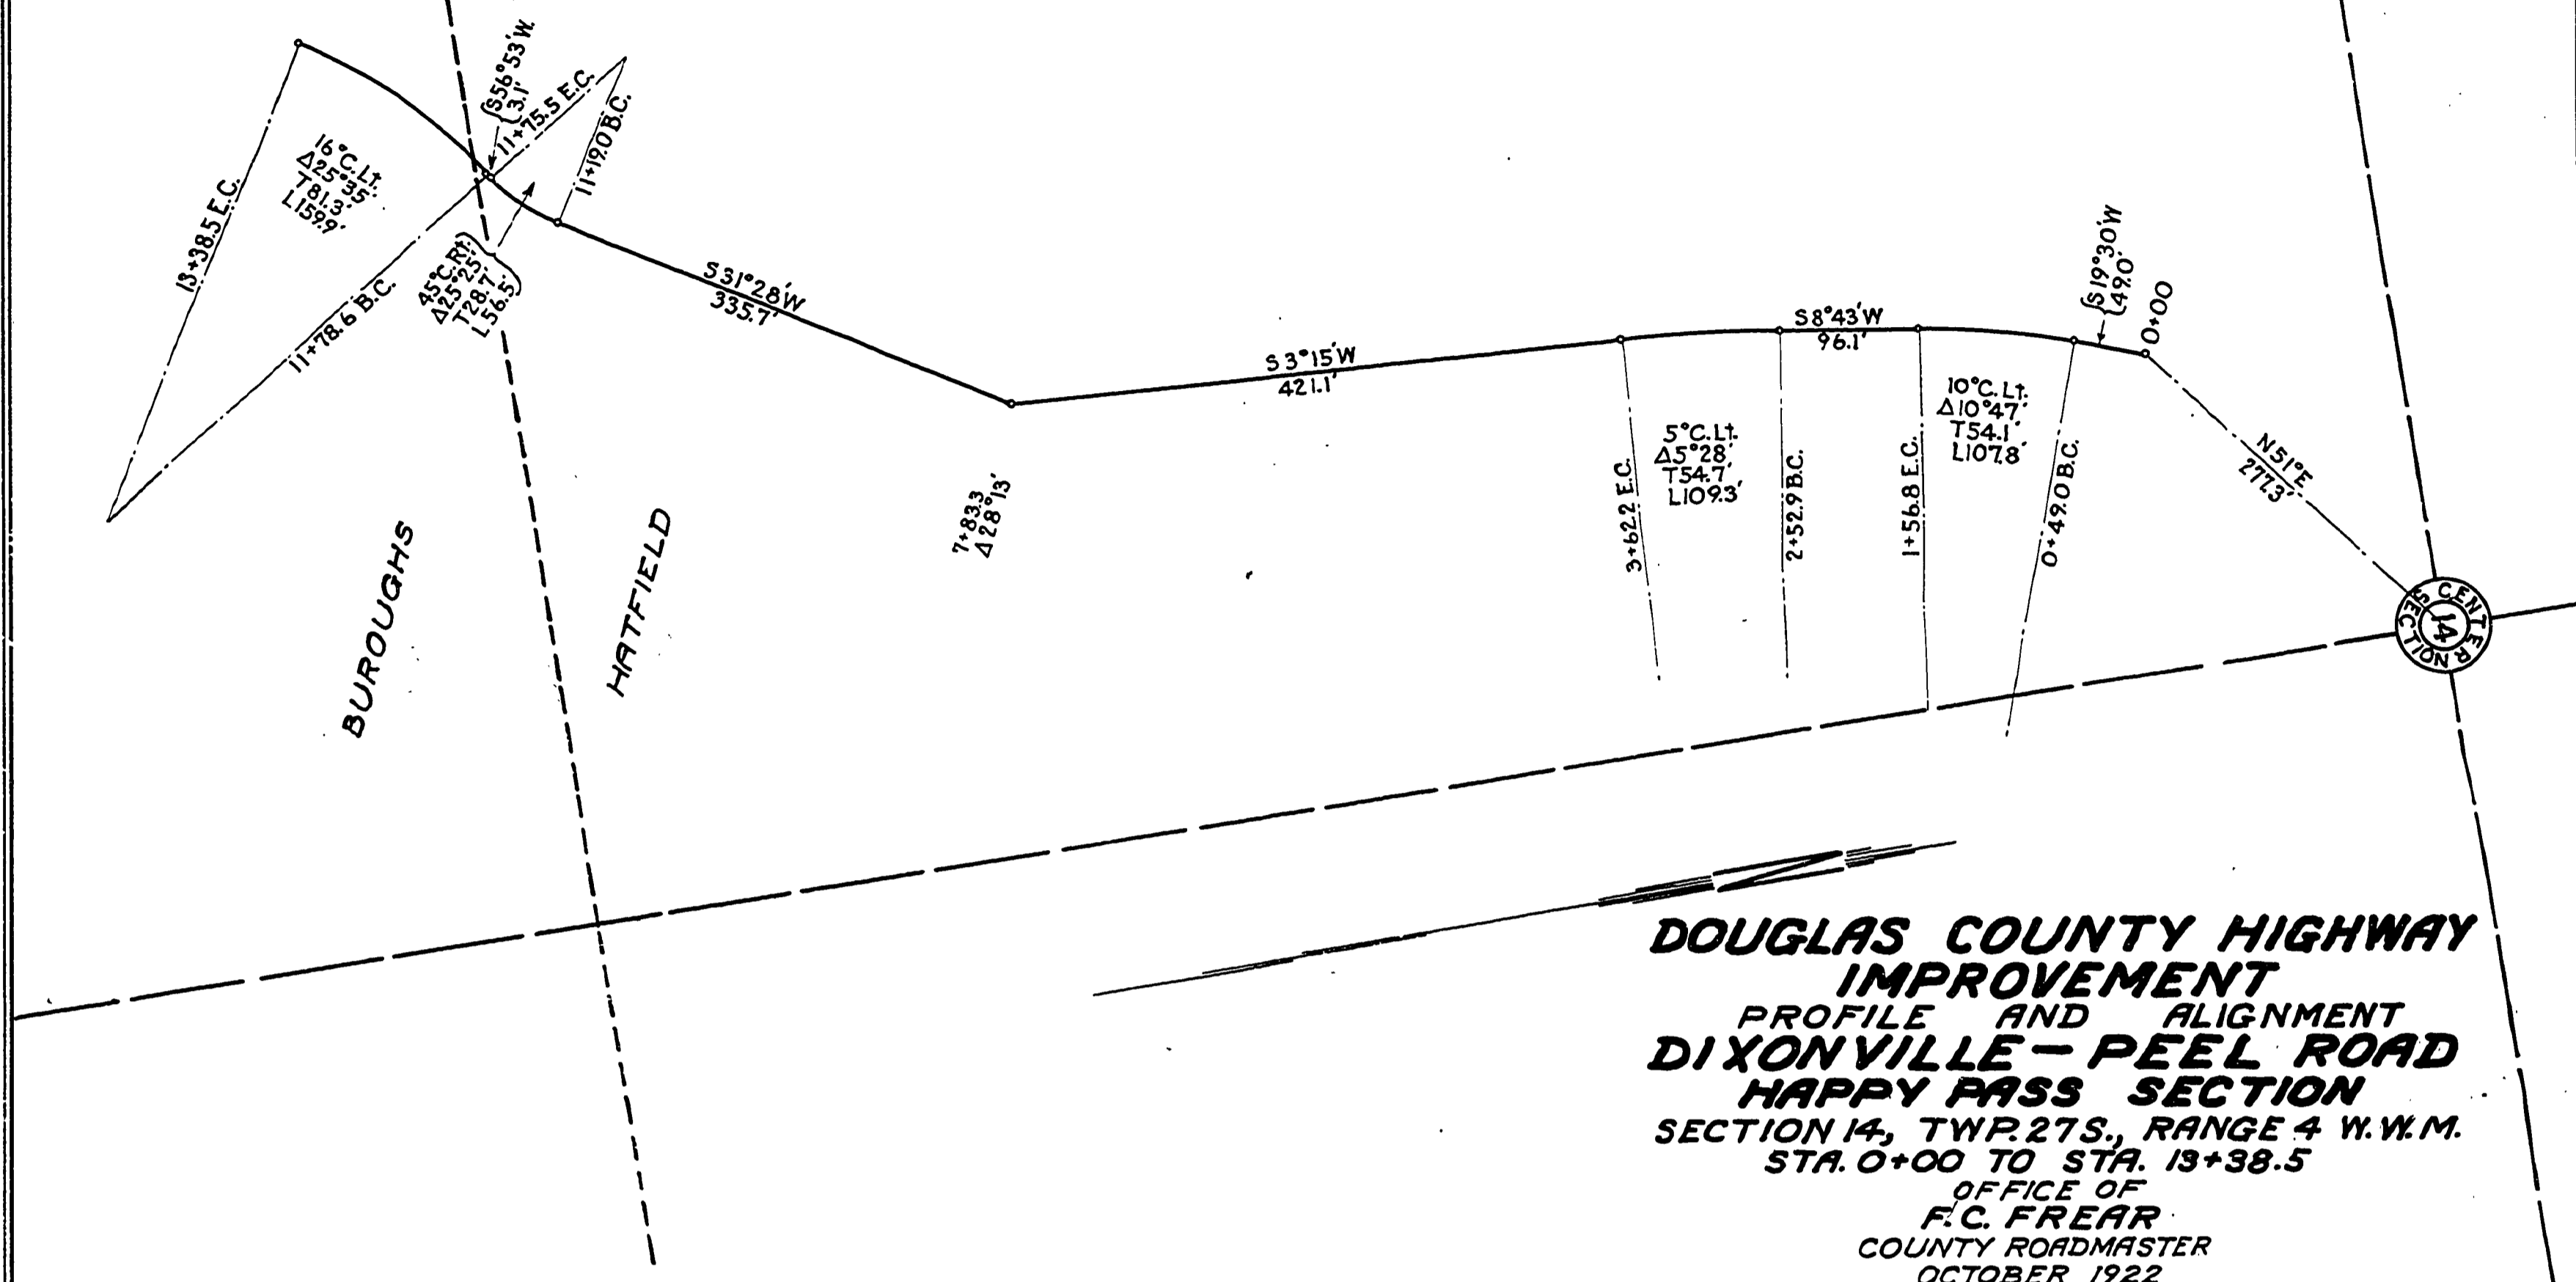 S56°53'W.
3.1'
11+75.5 E.C.
11+19.0 B.C.
16°C. Lt.
Δ25°35'
T81.3'
L159.9'
13+38.5 E.C.
11+78.6 B.C.
45°C. Rt.
Δ25°25'
T28.7'
L56.5'
S31°28'W
335.7'
7+83.3
Δ28°13'
S3°15'W
421.1'
3+62.2 E.C.
5°C. Lt.
Δ5°28'
T54.7'
L109.3'
2+52.9 B.C.
S8°43'W
96.1'
1+56.8 E.C.
10°C. Lt.
Δ10°47'
T54.1'
L107.8'
0+49.0 B.C.
S19°30'W
49.0'
0+00
N51°E
277.3'
CENTER
SECTION
14
BUROUGHS
HATFIELD
N
DOUGLAS COUNTY HIGHWAY
IMPROVEMENT
PROFILE AND ALIGNMENT
DIXONVILLE — PEEL ROAD
HAPPY PASS SECTION
SECTION 14, TWP. 27 S., RANGE 4 W. W. M.
STA. 0+00 TO STA. 13+38.5
OFFICE OF
F. C. FREAR
COUNTY ROADMASTER
OCTOBER 1922